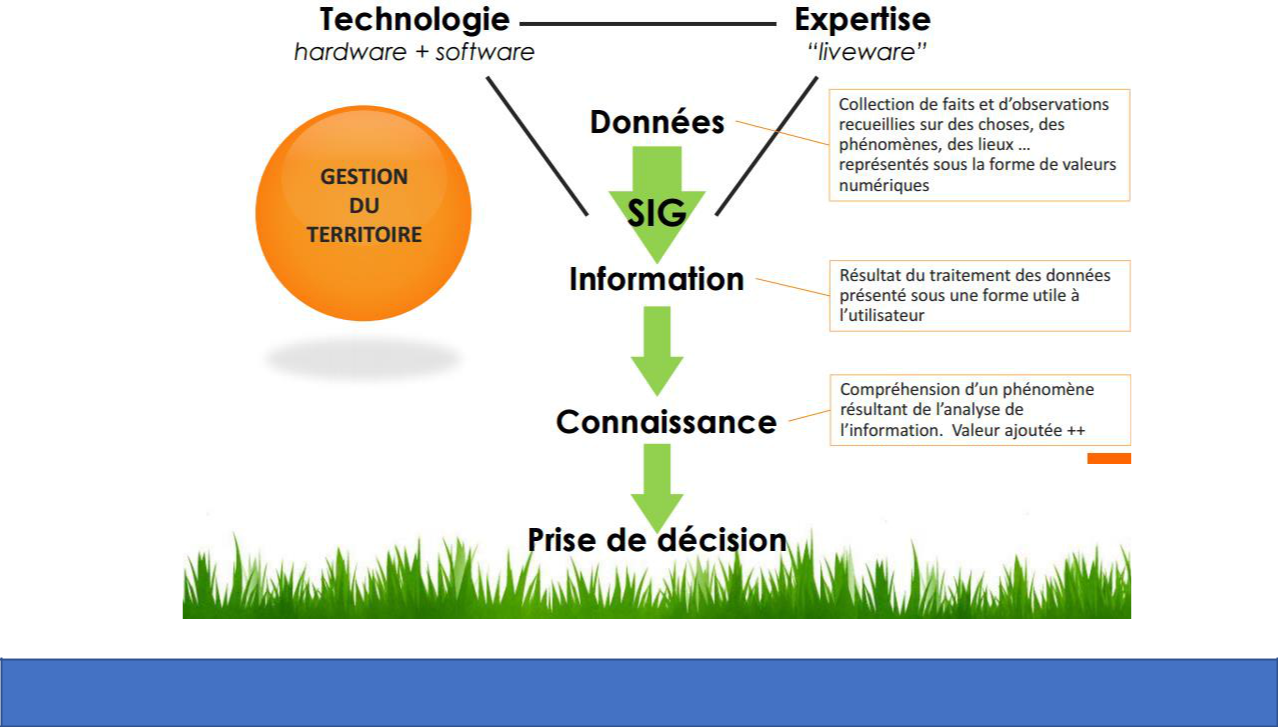 Technologie
hardware + software
Expertise
“liveware”
GESTION
DU
TERRITOIRE
Données
Collection de faits et d’observations
recueillies sur des choses, des
phénomènes, des lieux ...
représentés sous la forme de valeurs
numériques
SIG
Information
Résultat du traitement des données
présenté sous une forme utile à
l’utilisateur
Connaissance
Compréhension d’un phénomène
résultant de l’analyse de
l’information. Valeur ajoutée ++
Prise de décision